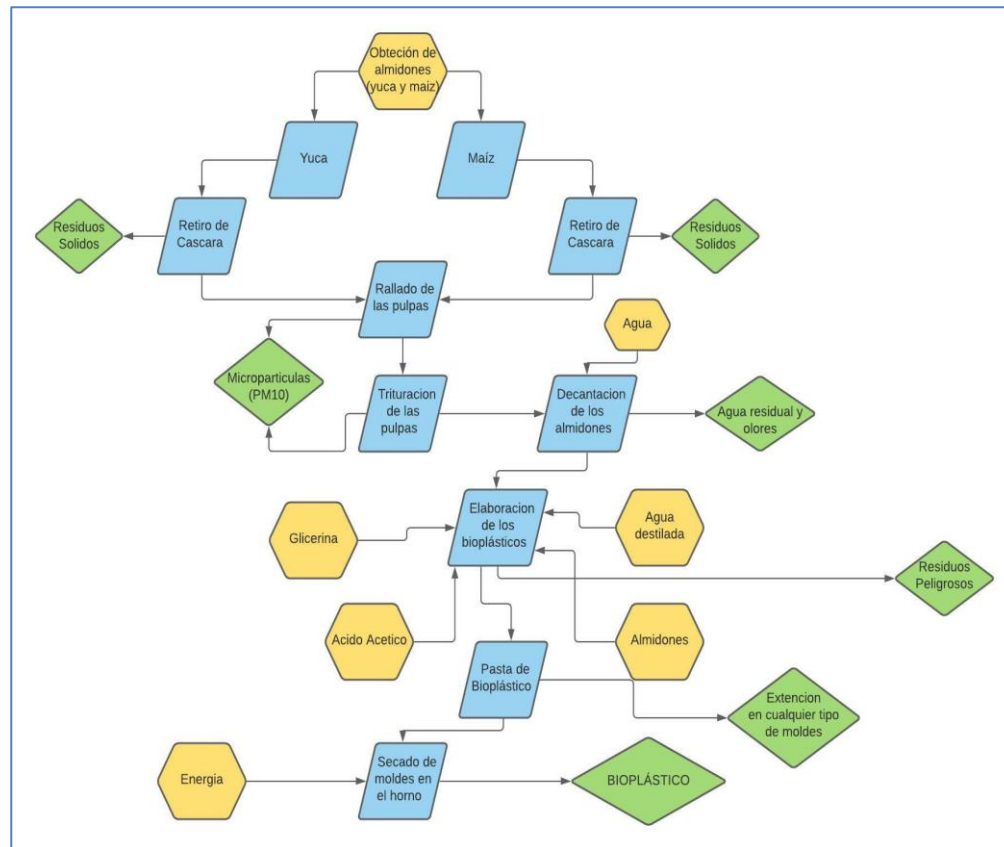 Obteción de
almidones
(yuca y maiz)
Yuca
Maíz
Residuos
Solidos
Retiro de
Cascara
Retiro de
Cascara
Residuos
Solidos
Rallado de
las pulpas
Agua
Microparticulas
(PM10)
Trituracion
de las
pulpas
Decantacion
de los
almidones
Agua residual y
olores
Glicerina
Elaboracion
de los
bioplásticos
Agua
destilada
Residuos
Peligrosos
Acido Acetico
Almidones
Pasta de
Bioplástico
Extencion
en cualquier tipo
de moldes
Energia
Secado de
moldes en
el horno
BIOPLÁSTICO